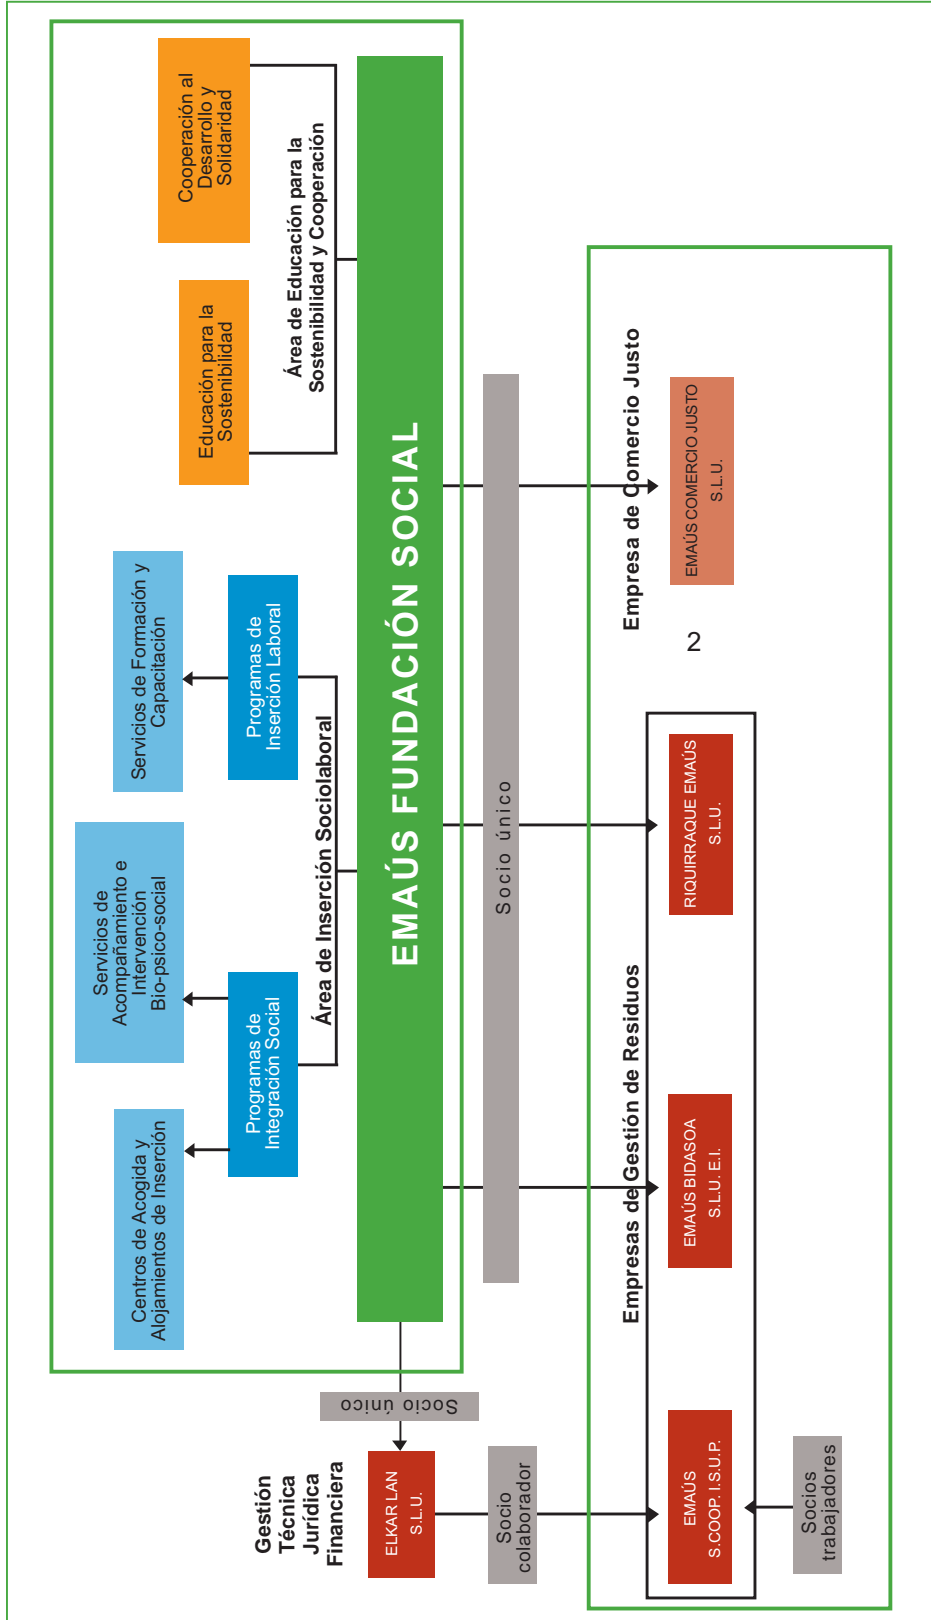 Centros de Acogida y
Alojamientos de Inserción
Servicios de
Acompañamiento e
Intervención
Bio-psico-social
Servicios de Formación y
Capacitación
Educación para la
Sostenibilidad
Cooperación al
Desarrollo y
Solidaridad
Programas de
Integración Social
Programas de
Inserción Laboral
Área de Inserción Sociolaboral
Área de Educación para la
Sostenibilidad y Cooperación
EMAÚS FUNDACIÓN SOCIAL
Gestión
Técnica
Jurídica
Financiera
Socio único
ELKAR LAN
S.L.U.
Socio
colaborador
Socio único
Empresas de Gestión de Residuos
Empresa de Comercio Justo
EMAÚS
S.COOP. I.S.U.P.
EMAÚS BIDASOA
S.L.U. E.I.
RIQUIRRAQUE EMAÚS
S.L.U.
2
EMAÚS COMERCIO JUSTO
S.L.U.
Socios
trabajadores